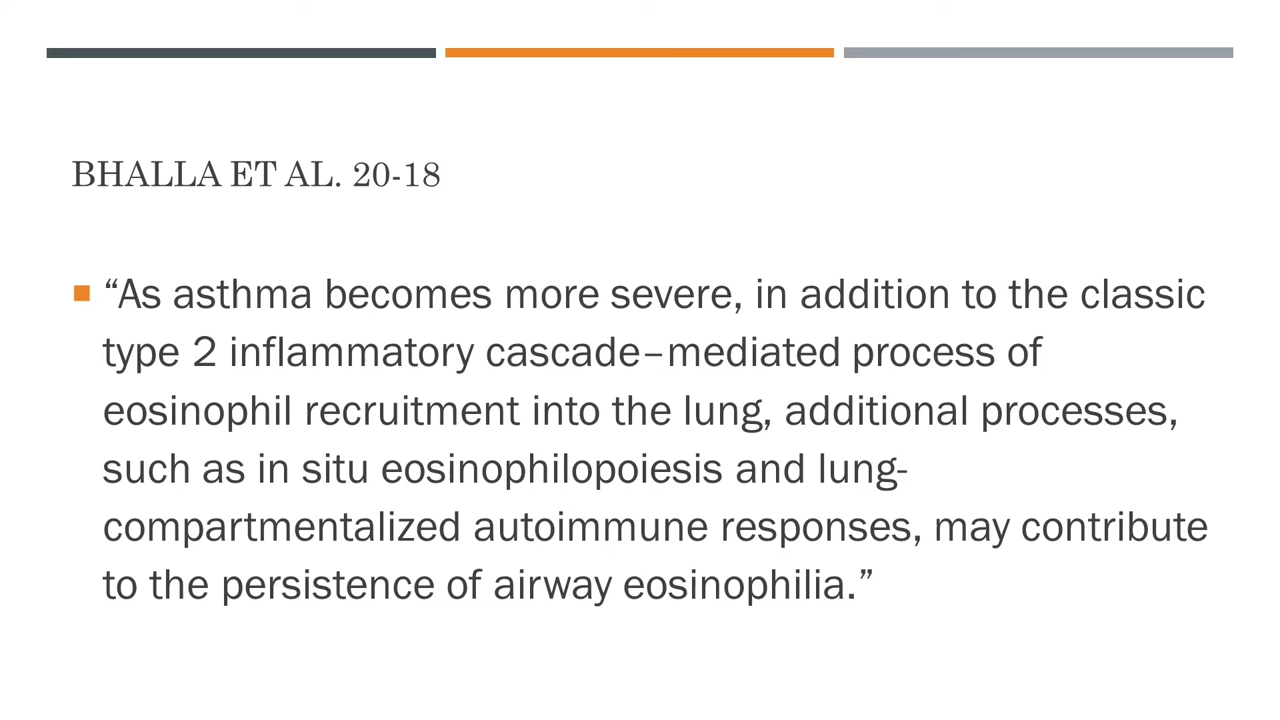 BHALLA ET AL. 20-18
“As asthma becomes more severe, in addition to the classic
type 2 inflammatory cascade–mediated process of
eosinophil recruitment into the lung, additional processes,
such as in situ eosinophilopoiesis and lung-
compartmentalized autoimmune responses, may contribute
to the persistence of airway eosinophilia.”